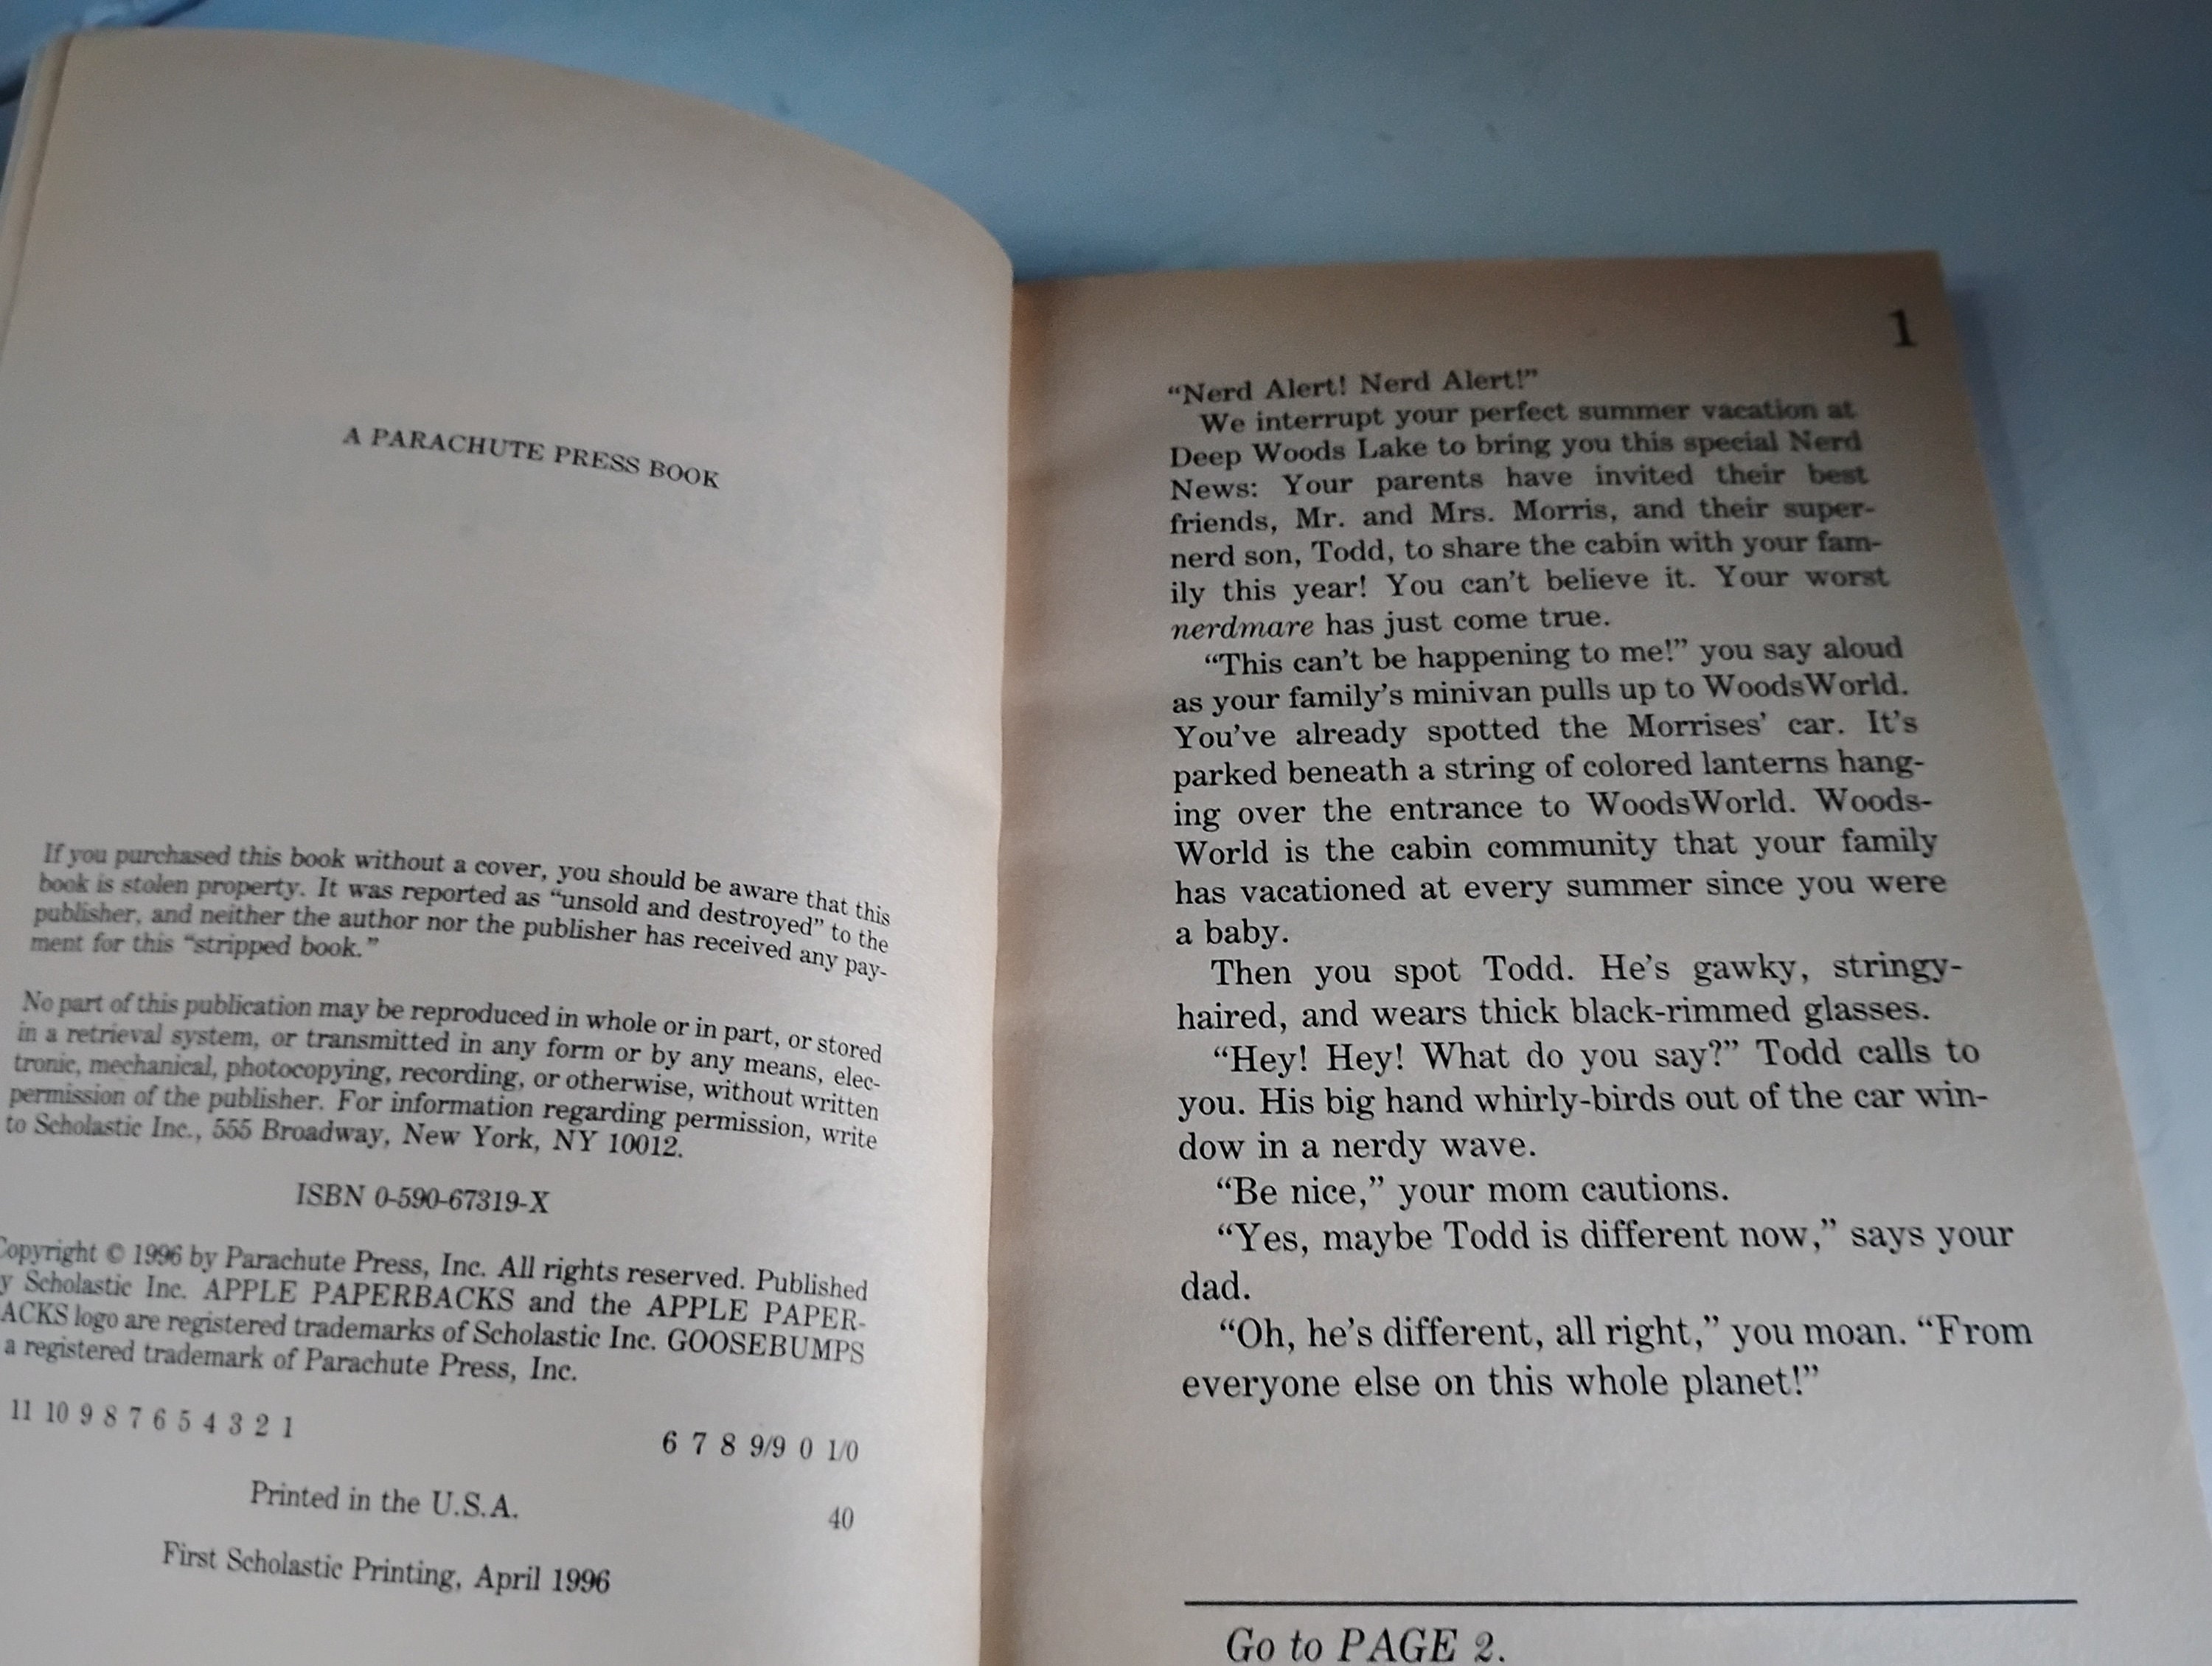 A PARACHUTE PRESS BOOK
If you purchased this book without a cover, you should be aware that this
book is stolen property. It was reported as “unsold and destroyed” to the
publisher, and neither the author nor the publisher has received any pay-
ment for this “stripped book.”
No part of this publication may be reproduced in whole or in part, or stored
in a retrieval system, or transmitted in any form or by any means, elec-
tronic, mechanical, photocopying, recording, or otherwise, without written
permission of the publisher. For information regarding permission, write
to Scholastic Inc., 555 Broadway, New York, NY 10012.
ISBN 0-590-67319-X
Copyright © 1996 by Parachute Press, Inc. All rights reserved. Published
y Scholastic Inc. APPLE PAPERBACKS and the APPLE PAPER-
ACKS logo are registered trademarks of Scholastic Inc. GOOSEBUMPS
a registered trademark of Parachute Press, Inc.
11 10 9 8 7 6 5 4 3 2 1
6 7 8 9/9 0 1/0
Printed in the U.S.A.
40
First Scholastic Printing, April 1996
1
“Nerd Alert! Nerd Alert!”
We interrupt your perfect summer vacation at
Deep Woods Lake to bring you this special Nerd
News: Your parents have invited their best
friends, Mr. and Mrs. Morris, and their super-
nerd son, Todd, to share the cabin with your fam-
ily this year! You can't believe it. Your worst
nerdmare has just come true.
“This can't be happening to me!” you say aloud
as your family's minivan pulls up to WoodsWorld.
You've already spotted the Morrises' car. It's
parked beneath a string of colored lanterns hang-
ing over the entrance to WoodsWorld. Woods-
World is the cabin community that your family
has vacationed at every summer since you were
a baby.
Then you spot Todd. He's gawky, stringy-
haired, and wears thick black-rimmed glasses.
“Hey! Hey! What do you say?” Todd calls to
you. His big hand whirly-birds out of the car win-
dow in a nerdy wave.
“Be nice,” your mom cautions.
“Yes, maybe Todd is different now,” says your
dad.
“Oh, he's different, all right,” you moan. “From
everyone else on this whole planet!”
Go to PAGE 2.